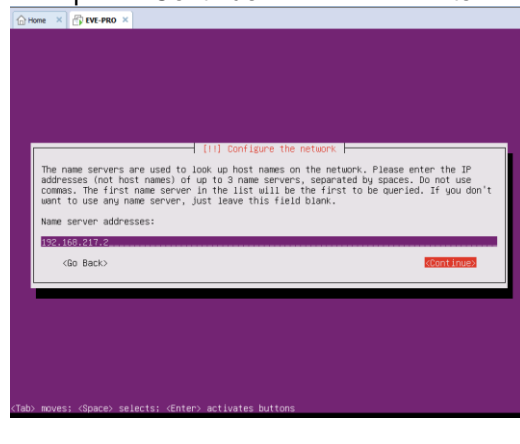 Home × EVE-PRO ×
[!!] Configure the network
The name servers are used to look up host names on the network. Please enter the IP
addresses (not host names) of up to 3 name servers, separated by spaces. Do not use
commas. The first name server in the list will be the first to be queried. If you don't
want to use any name server, just leave this field blank.
Name server addresses:
192.168.217.2
<Go Back> <Continue>
<Tab> moves; <Space> selects; <Enter> activates buttons